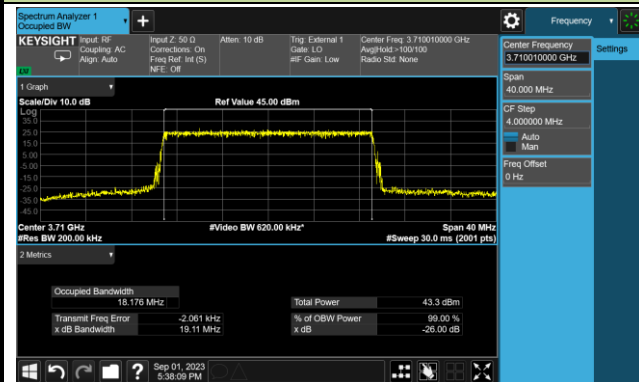 Spectrum Analyzer 1
Occupied BW
Frequency
KEYSIGHT
Input: RF
Coupling: AC
Align: Auto
Input Z: 50 Ω
Corrections: On
Freq Ref: Int (S)
NFE: Off
Atten: 10 dB
Trig: External 1
Gate: LO
#IF Gain: Low
Center Freq: 3.710010000 GHz
Avg|Hold:>100/100
Radio Std: None
Center Frequency
3.710010000 GHz
Settings
Span
40.000 MHz
CF Step
4.000000 MHz
Auto
Man
Freq Offset
0 Hz
1 Graph
Scale/Div 10.0 dB
Ref Value 45.00 dBm
Log
35.0
25.0
15.0
5.00
-5.00
-15.0
-25.0
-35.0
-45.0
Center 3.71 GHz
#Video BW 620.00 kHz*
Span 40 MHz
#Res BW 200.00 kHz
#Sweep 30.0 ms (2001 pts)
2 Metrics
Occupied Bandwidth
18.176 MHz
Total Power
43.3 dBm
Transmit Freq Error
-2.061 kHz
% of OBW Power
99.00 %
x dB Bandwidth
19.11 MHz
x dB
-26.00 dB
Sep 01, 2023
5:38:09 PM